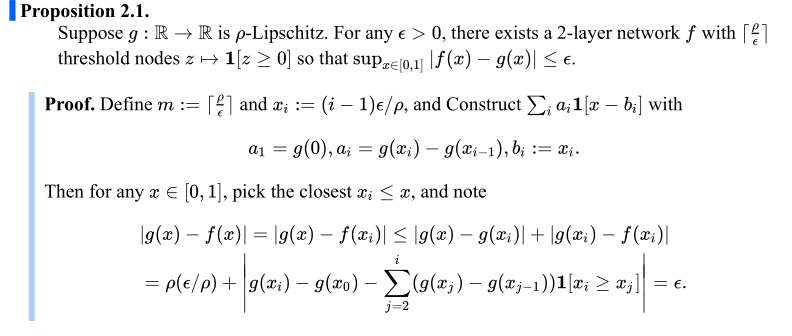 Proposition 2.1.
Suppose g : ℝ → ℝ is ρ-Lipschitz. For any ϵ > 0, there exists a 2-layer network f with ⌈ρ/ϵ⌉
threshold nodes z ↦ 𝟏[z ≥ 0] so that sup_{x∈[0,1]} |f(x) − g(x)| ≤ ϵ.
Proof. Define m := ⌈ρ/ϵ⌉ and x_i := (i − 1)ϵ/ρ, and Construct ∑_i a_i 𝟏[x − b_i] with
a_1 = g(0), a_i = g(x_i) − g(x_{i−1}), b_i := x_i.
Then for any x ∈ [0, 1], pick the closest x_i ≤ x, and note
|g(x) − f(x)| = |g(x) − f(x_i)| ≤ |g(x) − g(x_i)| + |g(x_i) − f(x_i)|
= ρ(ϵ/ρ) + |g(x_i) − g(x_0) − ∑_{j=2}^{i} (g(x_j) − g(x_{j−1}))𝟏[x_i ≥ x_j]| = ϵ.